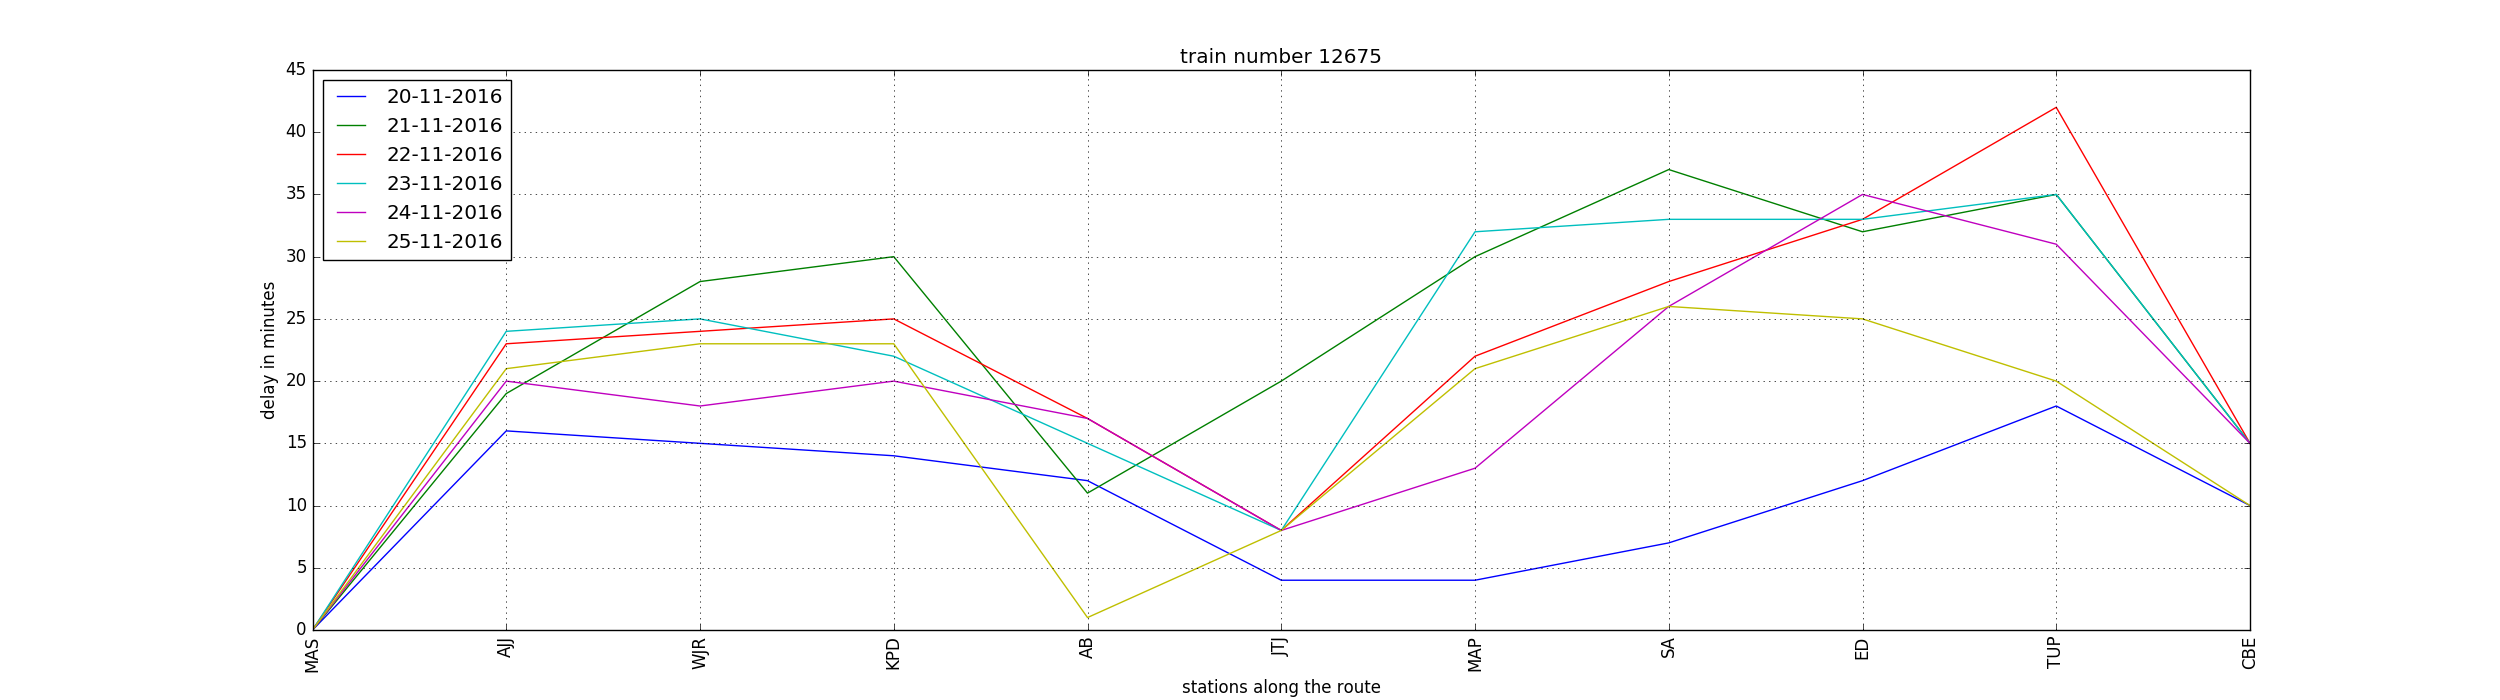 train number 12675
45
40
35
30
25
20
15
10
5
0
delay in minutes
20-11-2016
21-11-2016
22-11-2016
23-11-2016
24-11-2016
25-11-2016
MAS
AJJ
WJR
KPD
AB
JTJ
MAP
SA
ED
TUP
CBE
stations along the route